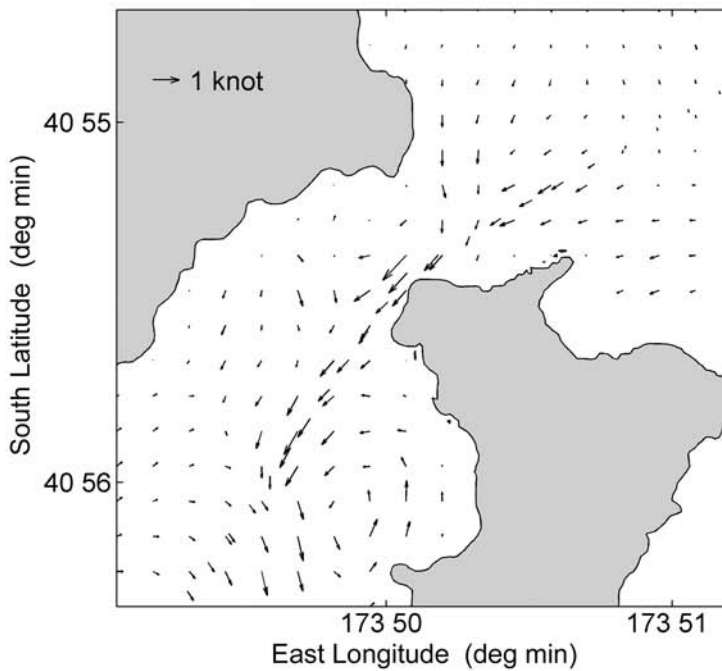 1 knot
40 55
South Latitude (deg min)
40 56
173 50
173 51
East Longitude (deg min)